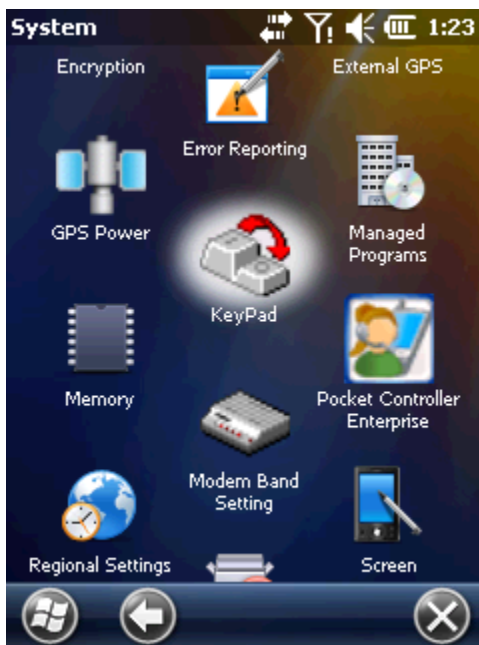 System 1:23
Encryption
External GPS
Error Reporting
GPS Power
Managed
Programs
KeyPad
Memory
Pocket Controller
Enterprise
Modem Band
Setting
Regional Settings
Screen